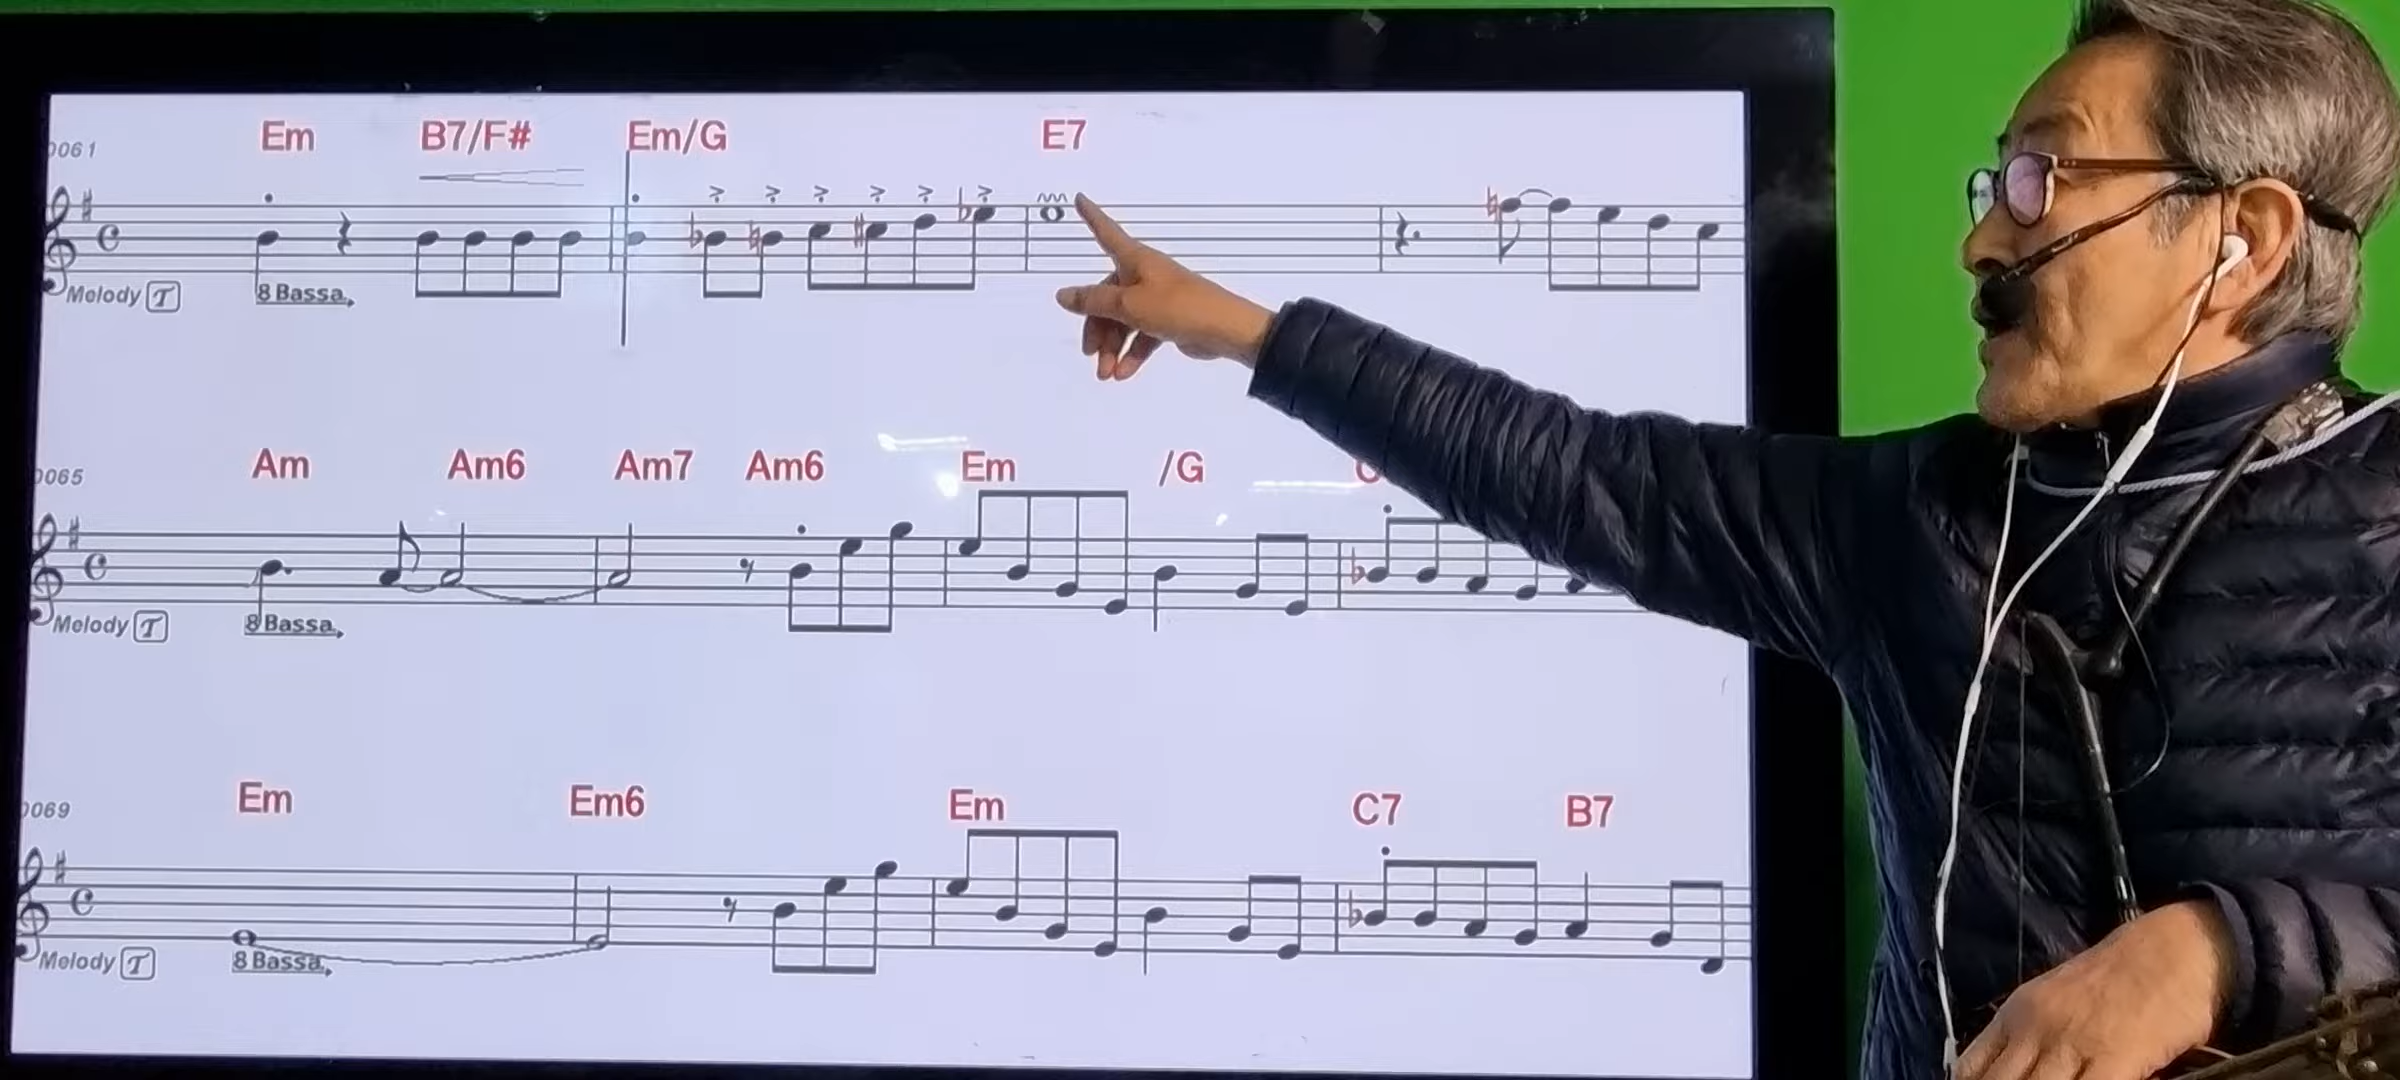 Em B7/F# Em/G E7
0061
Melody T 8 Bassa
Am Am6 Am7 Am6 Em /G
0065
Melody T 8 Bassa
Em Em6 Em C7 B7
0069
Melody T 8 Bassa